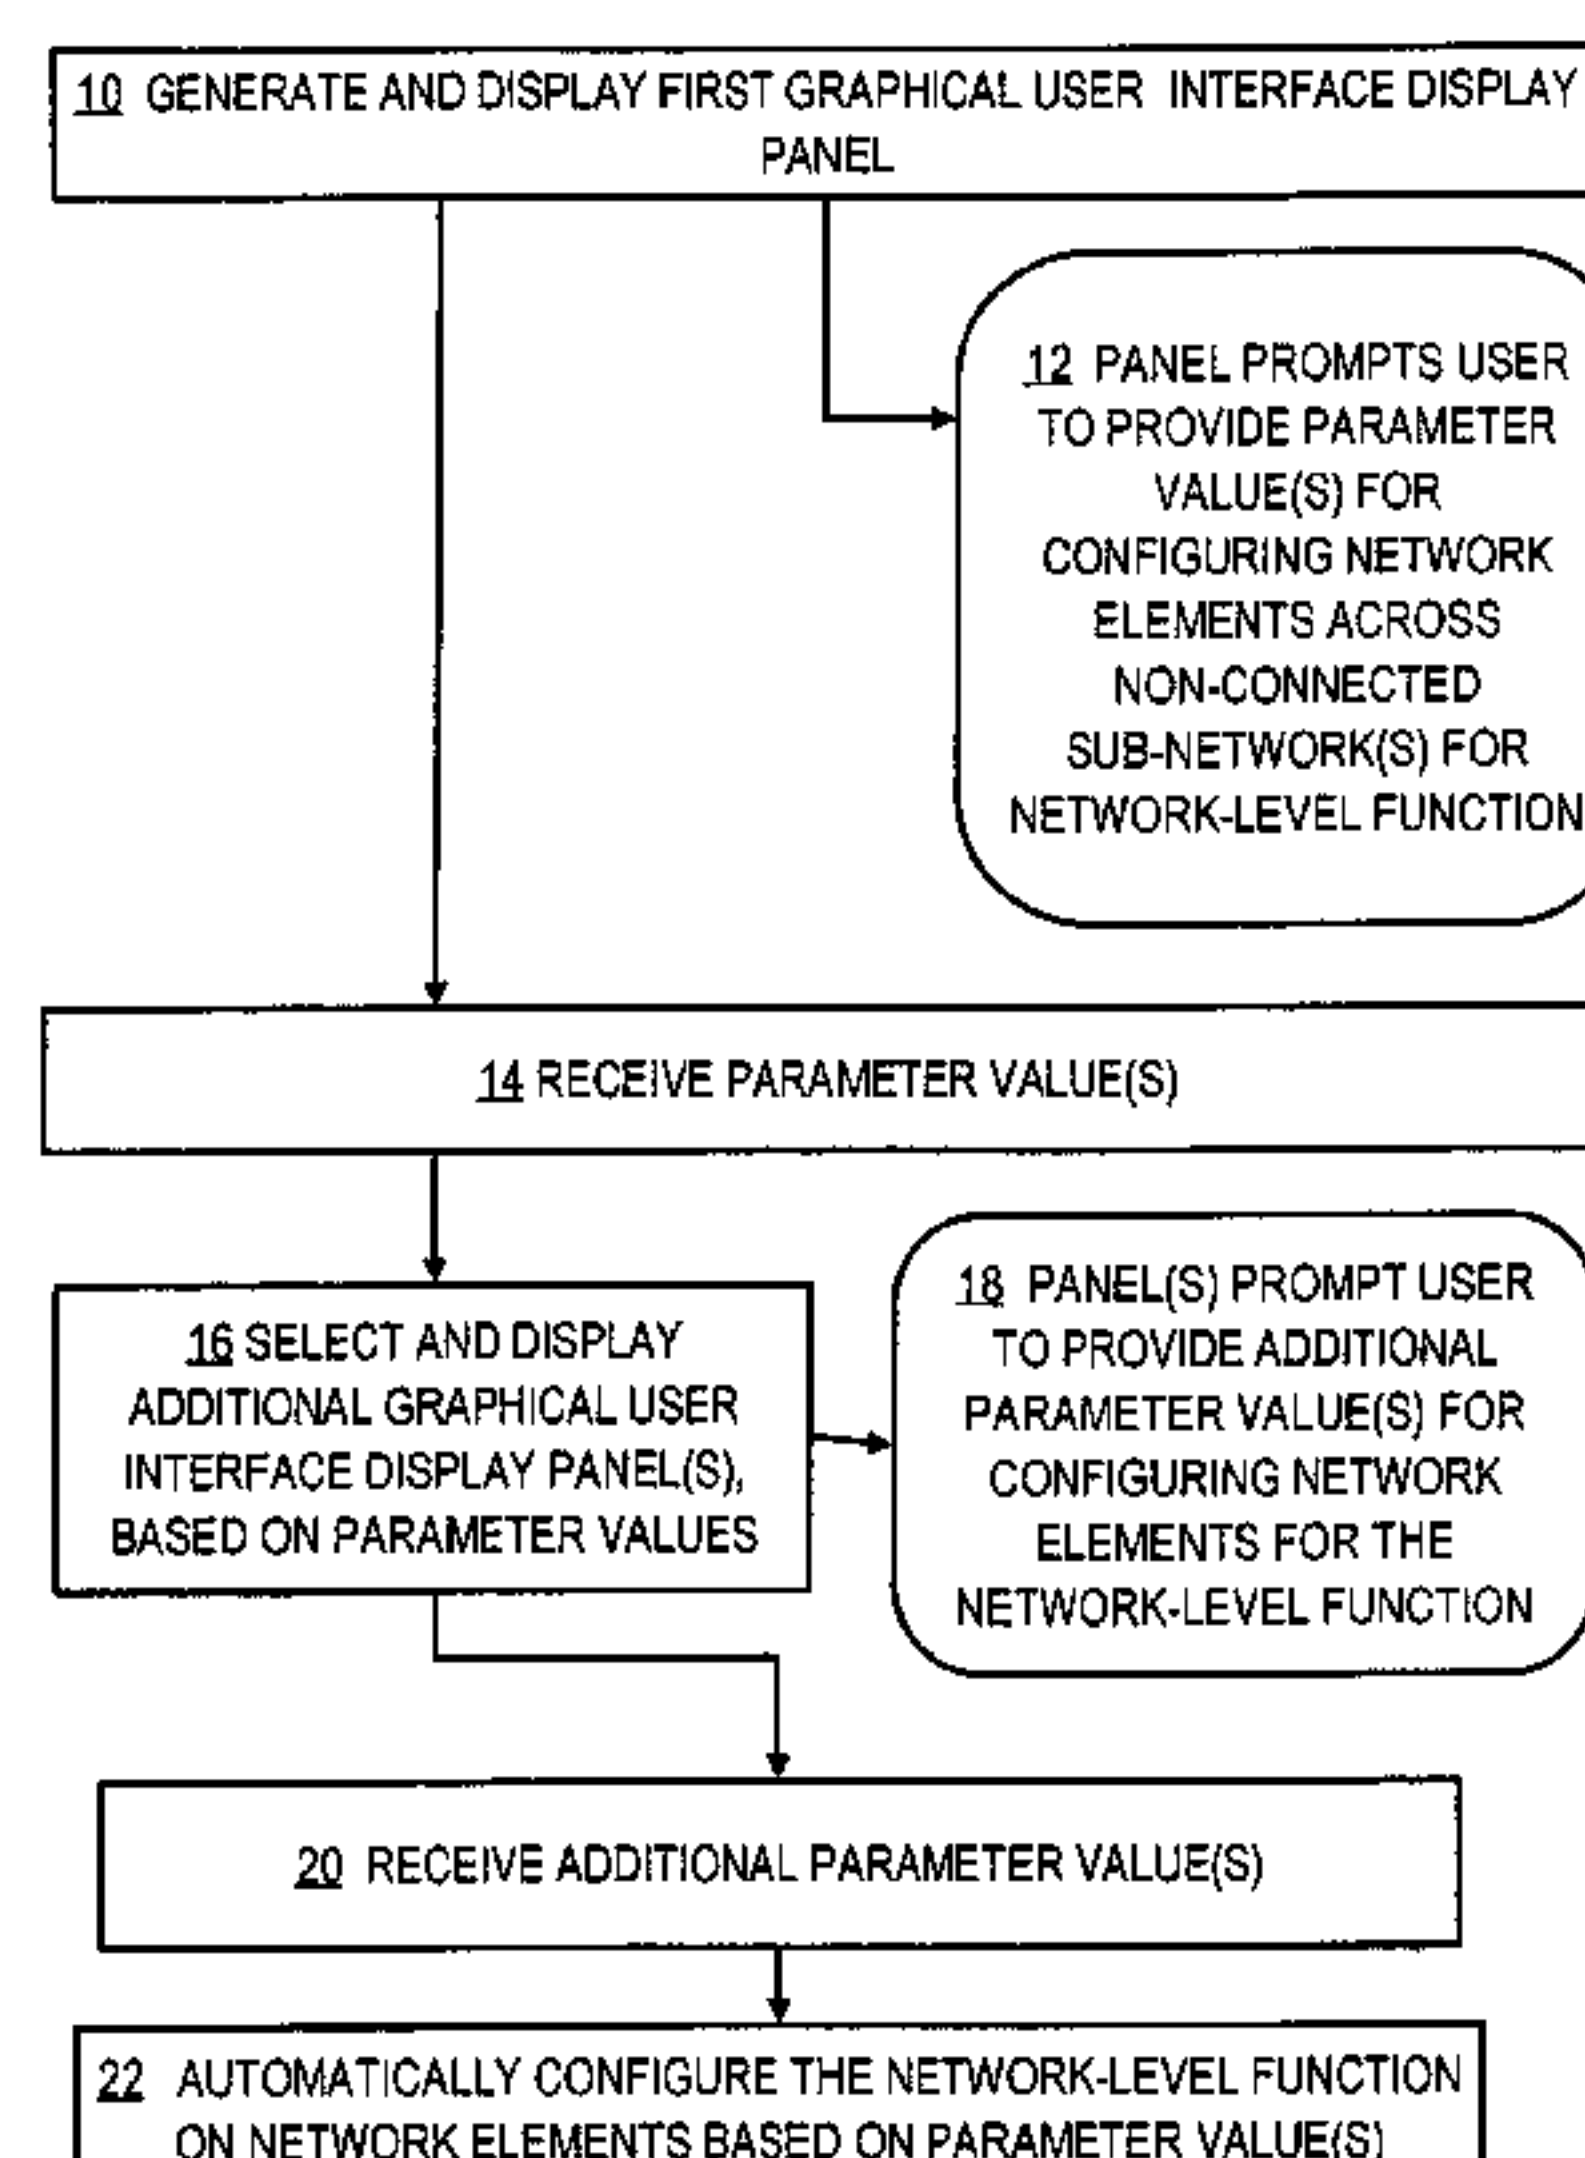 10 GENERATE AND DISPLAY FIRST GRAPHICAL USER INTERFACE DISPLAY
PANEL
12 PANEL PROMPTS USER
TO PROVIDE PARAMETER
VALUE(S) FOR
CONFIGURING NETWORK
ELEMENTS ACROSS
NON-CONNECTED
SUB-NETWORK(S) FOR
NETWORK-LEVEL FUNCTION
14 RECEIVE PARAMETER VALUE(S)
16 SELECT AND DISPLAY
ADDITIONAL GRAPHICAL USER
INTERFACE DISPLAY PANEL(S),
BASED ON PARAMETER VALUES
18 PANEL(S) PROMPT USER
TO PROVIDE ADDITIONAL
PARAMETER VALUE(S) FOR
CONFIGURING NETWORK
ELEMENTS FOR THE
NETWORK-LEVEL FUNCTION
20 RECEIVE ADDITIONAL PARAMETER VALUE(S)
22 AUTOMATICALLY CONFIGURE THE NETWORK-LEVEL FUNCTION
ON NETWORK ELEMENTS BASED ON PARAMETER VALUE(S)